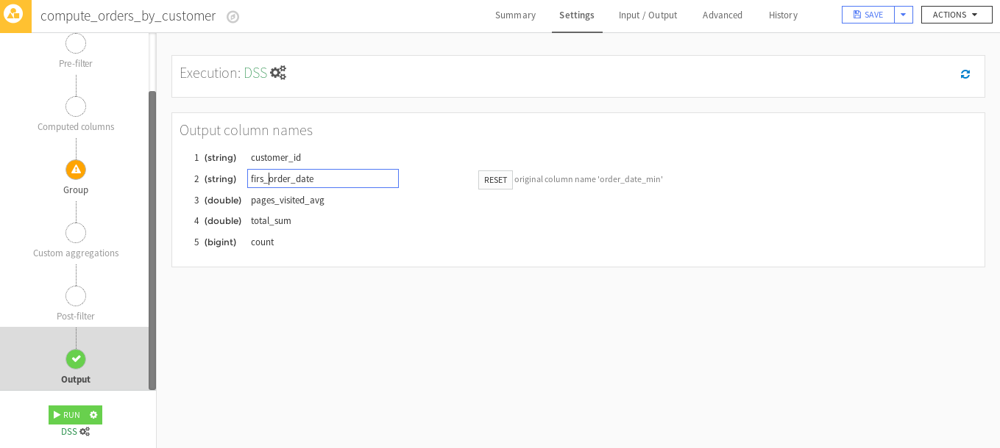 compute_orders_by_customer
Summary Settings Input / Output Advanced History SAVE ACTIONS
Pre-filter
Computed columns
Group
Custom aggregations
Post-filter
Output
RUN
DSS
Execution: DSS
Output column names
1 (string) customer_id
2 (string) firs_order_date RESET original column name 'order_date_min'
3 (double) pages_visited_avg
4 (double) total_sum
5 (bigint) count